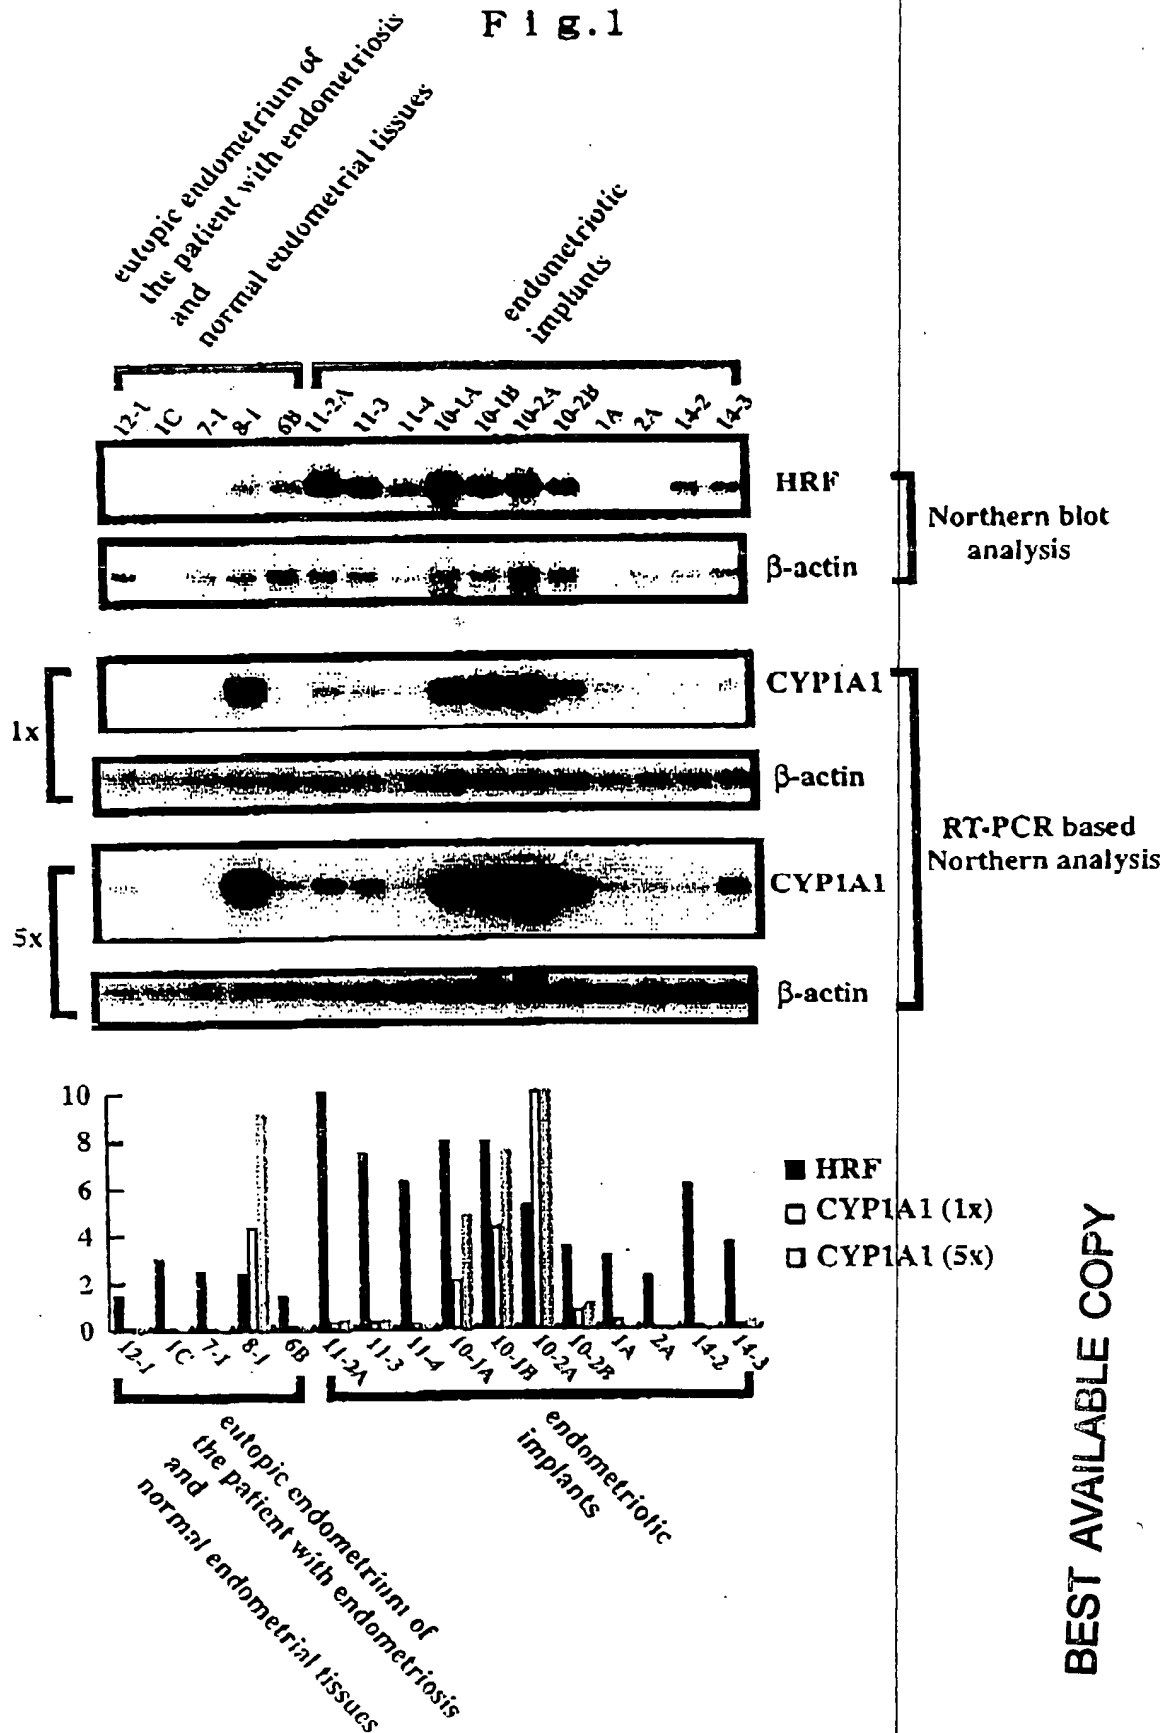 Fig.1
eutopic endometrium of
the patient with endometriosis
and
normal endometrial tissues
endometriotic
implants
12-1 1C 7-1 8-1 6B 11-2A 11-3 11-4 10-1A 10-1B 10-2A 10-2B 1A 2A 14-2 14-3
HRF
β-actin
Northern blot
analysis
1x
CYP1A1
β-actin
5x
CYP1A1
β-actin
RT-PCR based
Northern analysis
10
8
6
4
2
0
HRF
CYP1A1 (1x)
CYP1A1 (5x)
12-1 1C 7-1 8-1 6B 11-2A 11-3 11-4 10-1A 10-1B 10-2A 10-2B 1A 2A 14-2 14-3
eutopic endometrium of
the patient with endometriosis
and
normal endometrial tissues
endometriotic
implants
BEST AVAILABLE COPY